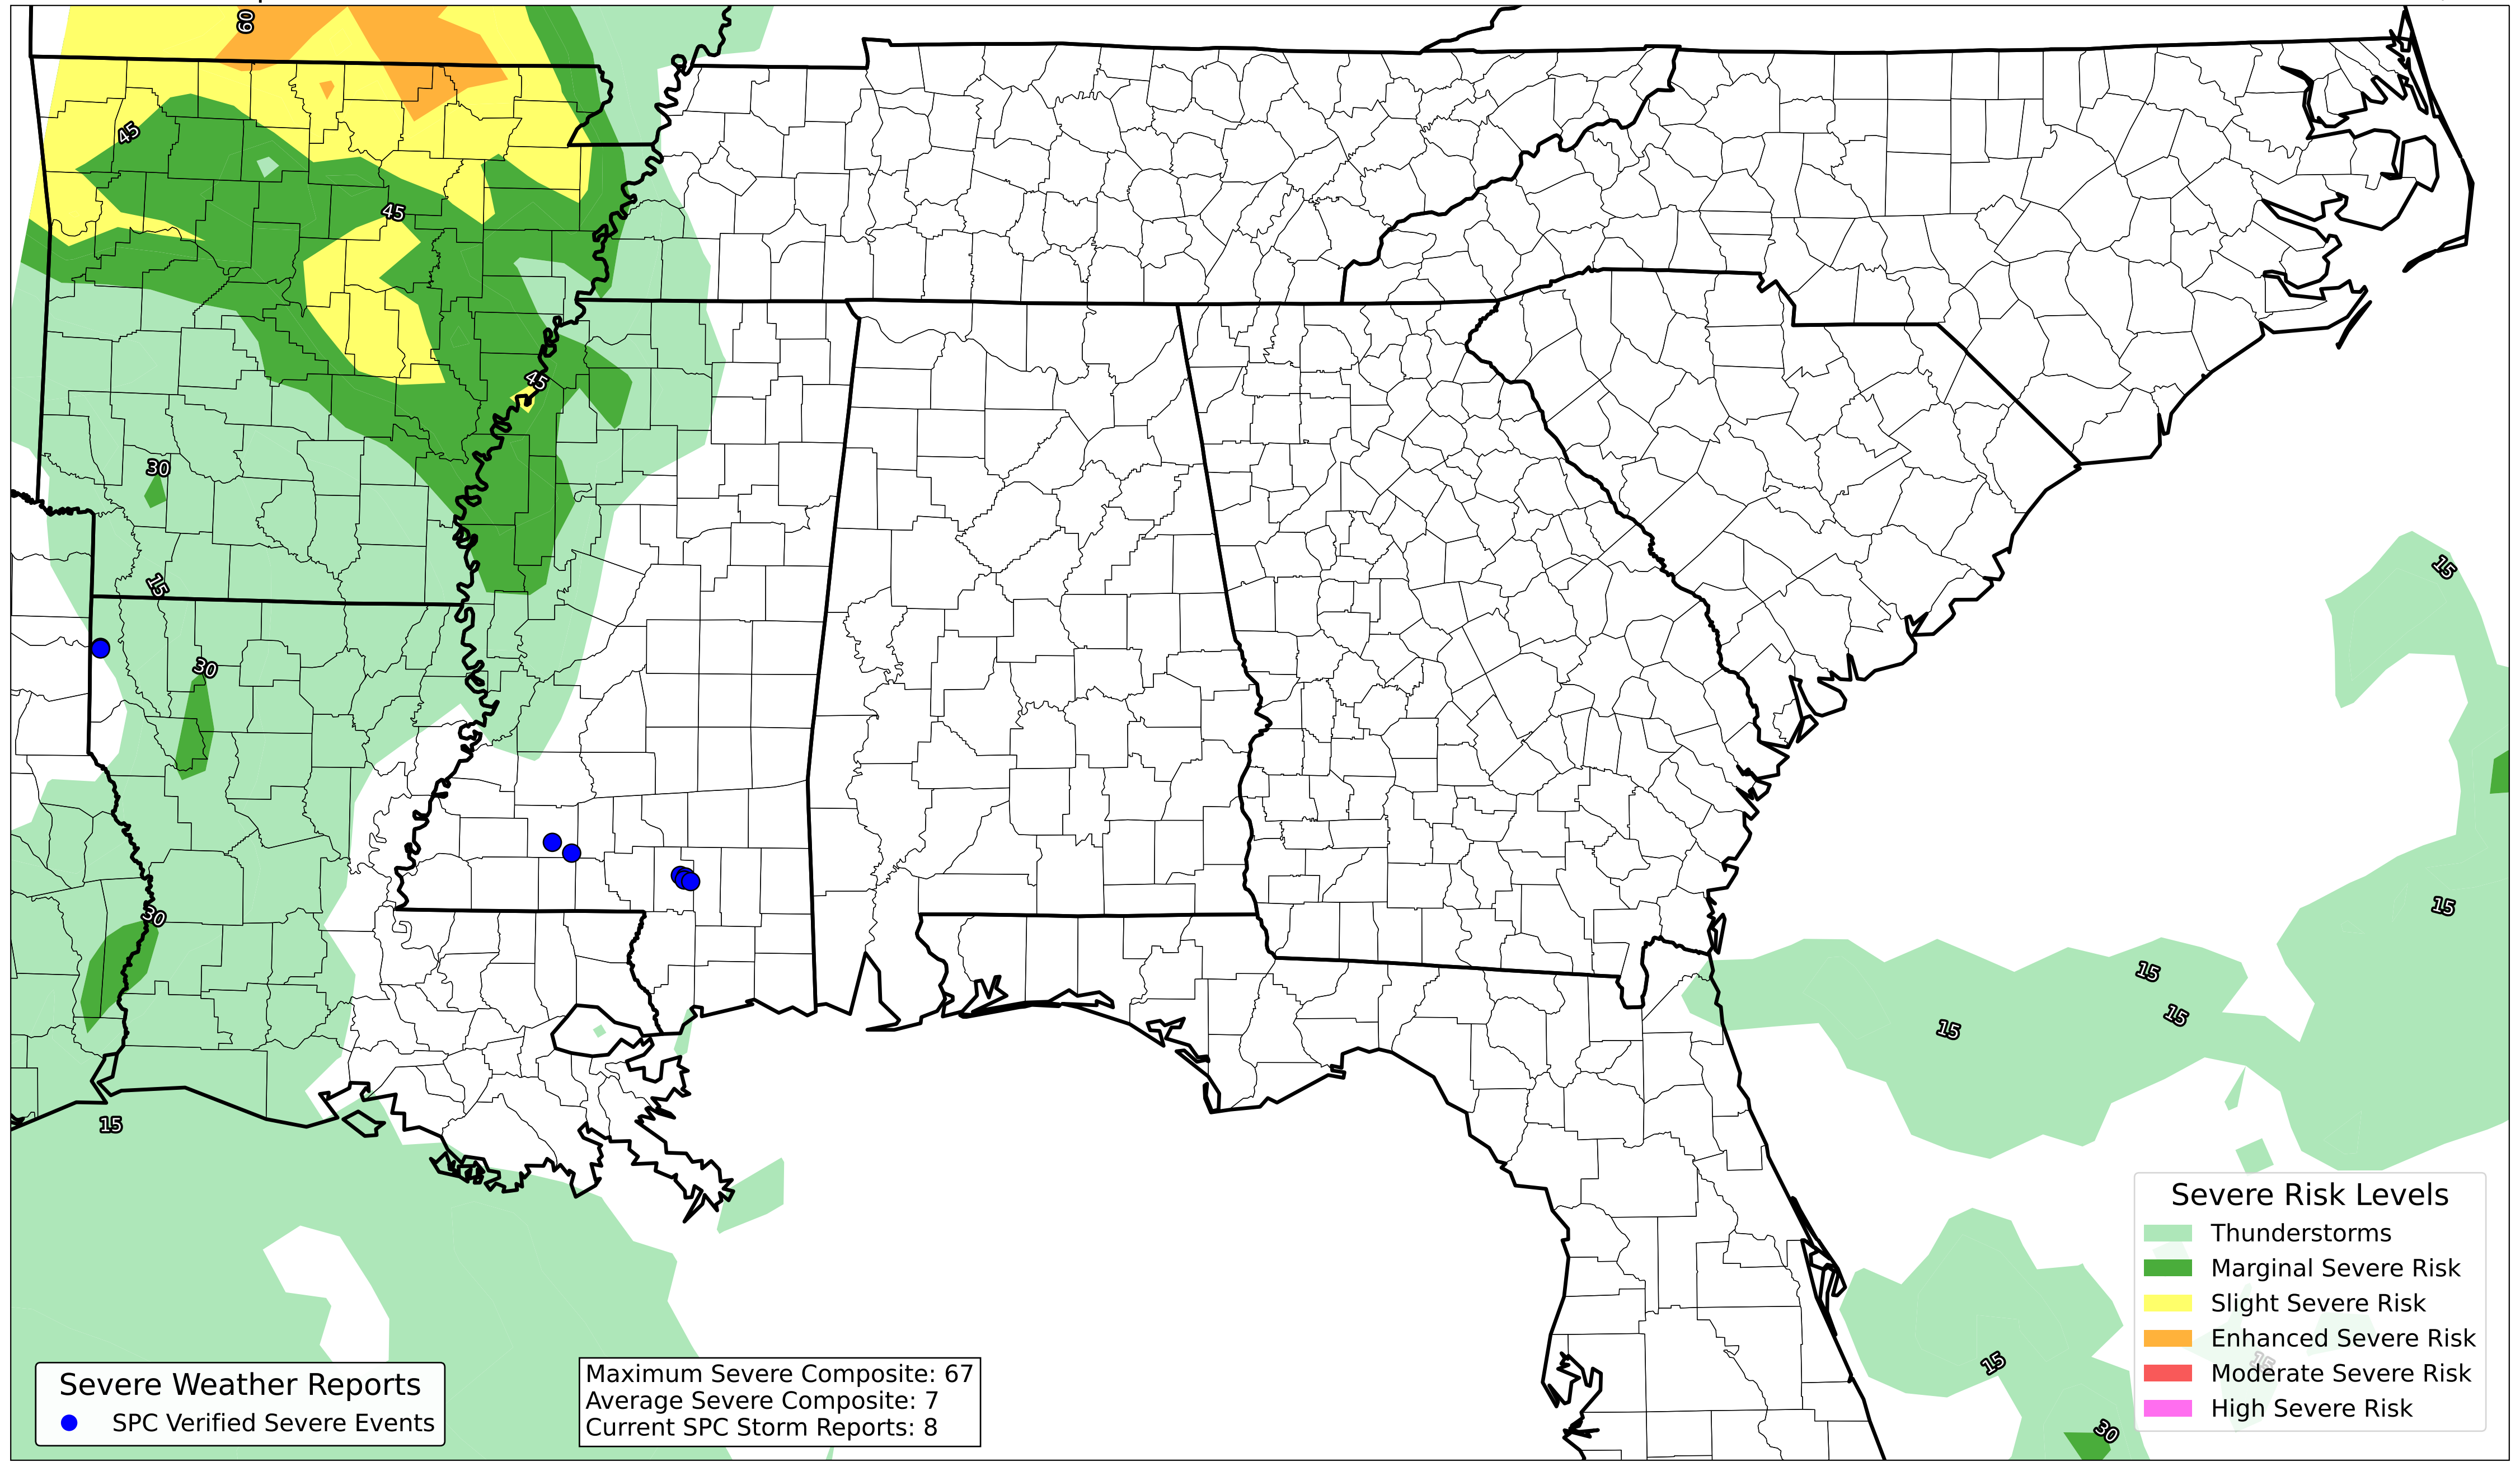 60
45
45
45
30
15
15
30
15
30
15
15
15
15
15
30
15
Severe Risk Levels
Thunderstorms
Marginal Severe Risk
Slight Severe Risk
Enhanced Severe Risk
Moderate Severe Risk
High Severe Risk
Severe Weather Reports
SPC Verified Severe Events
Maximum Severe Composite: 67
Average Severe Composite: 7
Current SPC Storm Reports: 8